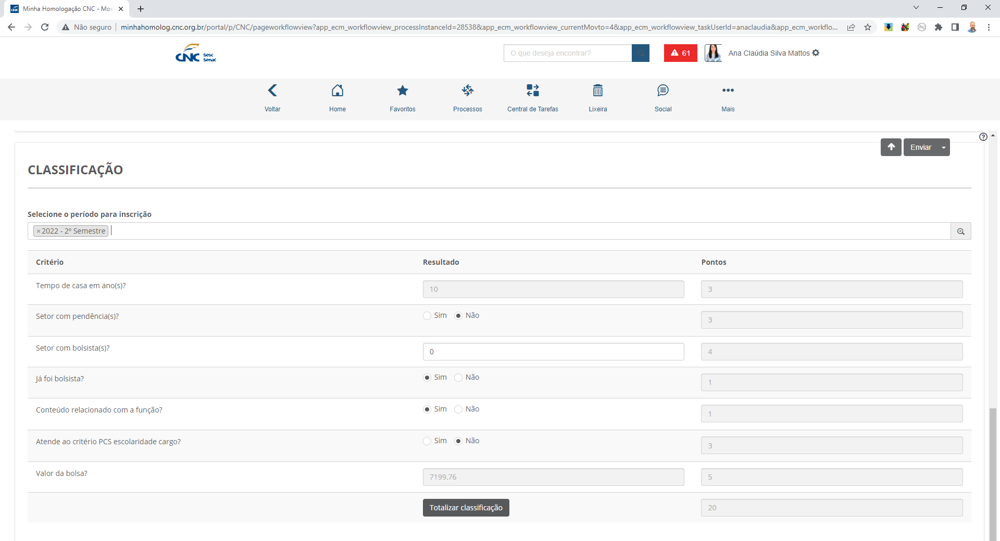 Minha Homologação CNC - Mov
Não seguro
minhahomolog.cnc.org.br/portal/p/CNC/pageworkflowview?app_ecm_workflowview_processInstanceId=28538&app_ecm_workflowview_currentMovto=4&app_ecm_workflowview_taskUserId=anaclaudia&app_ecm_workflo...
CNC Sesc
Senac
O que deseja encontrar?
61
Ana Claúdia Silva Mattos
Voltar
Home
Favoritos
Processos
Central de Tarefas
Lixeira
Social
Mais
Enviar
CLASSIFICAÇÃO
Selecione o período para inscrição
×2022 - 2º Semestre
Critério Resultado Pontos
Tempo de casa em ano(s)? 10 3
Setor com pendência(s)? Sim Não 3
Setor com bolsista(s)? 0 4
Já foi bolsista? Sim Não 1
Conteúdo relacionado com a função? Sim Não 1
Atende ao critério PCS escolaridade cargo? Sim Não 3
Valor da bolsa? 7199.76 5
Totalizar classificação 20